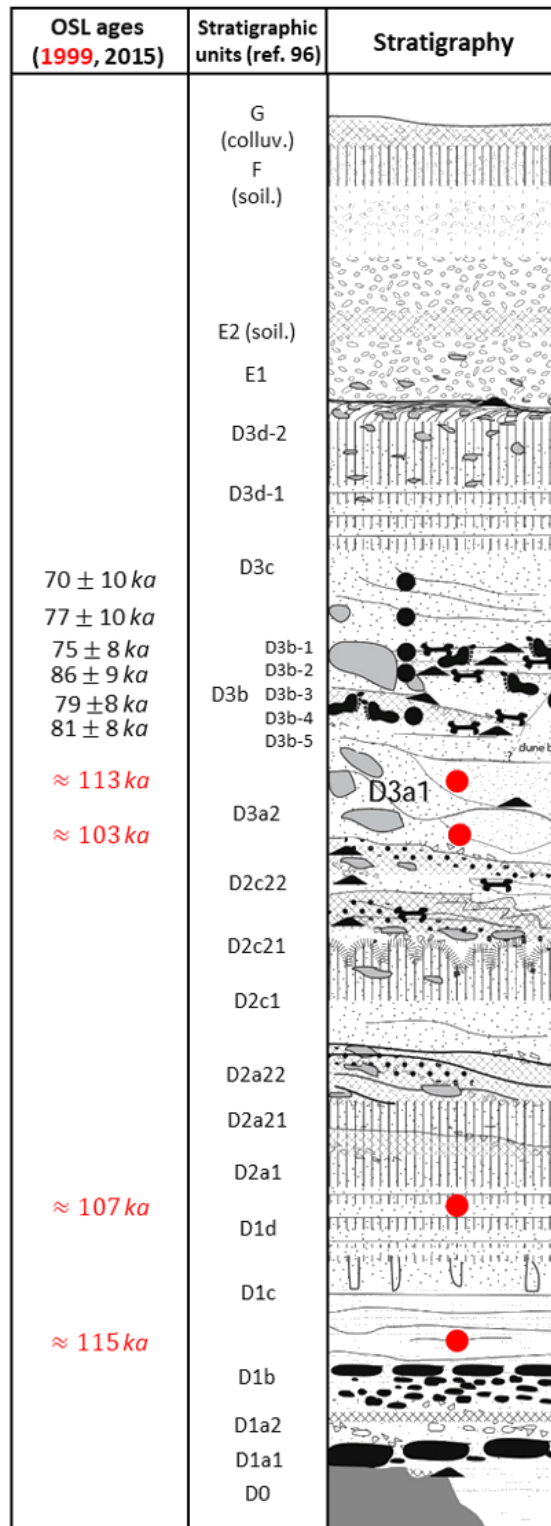 OSL ages
(1999, 2015)
Stratigraphic
units (ref. 96)
Stratigraphy
G
(colluv.)
F
(soil.)
E2 (soil.)
E1
D3d-2
D3d-1
D3c
70 ± 10 ka
77 ± 10 ka
75 ± 8 ka
D3b-1
86 ± 9 ka
D3b-2
D3b
D3b-3
79 ±8 ka
D3b-4
81 ± 8 ka
D3b-5
? dune b
≈ 113 ka
D3a1
D3a2
≈ 103 ka
D2c22
D2c21
D2c1
D2a22
D2a21
D2a1
≈ 107 ka
D1d
D1c
≈ 115 ka
D1b
D1a2
D1a1
D0